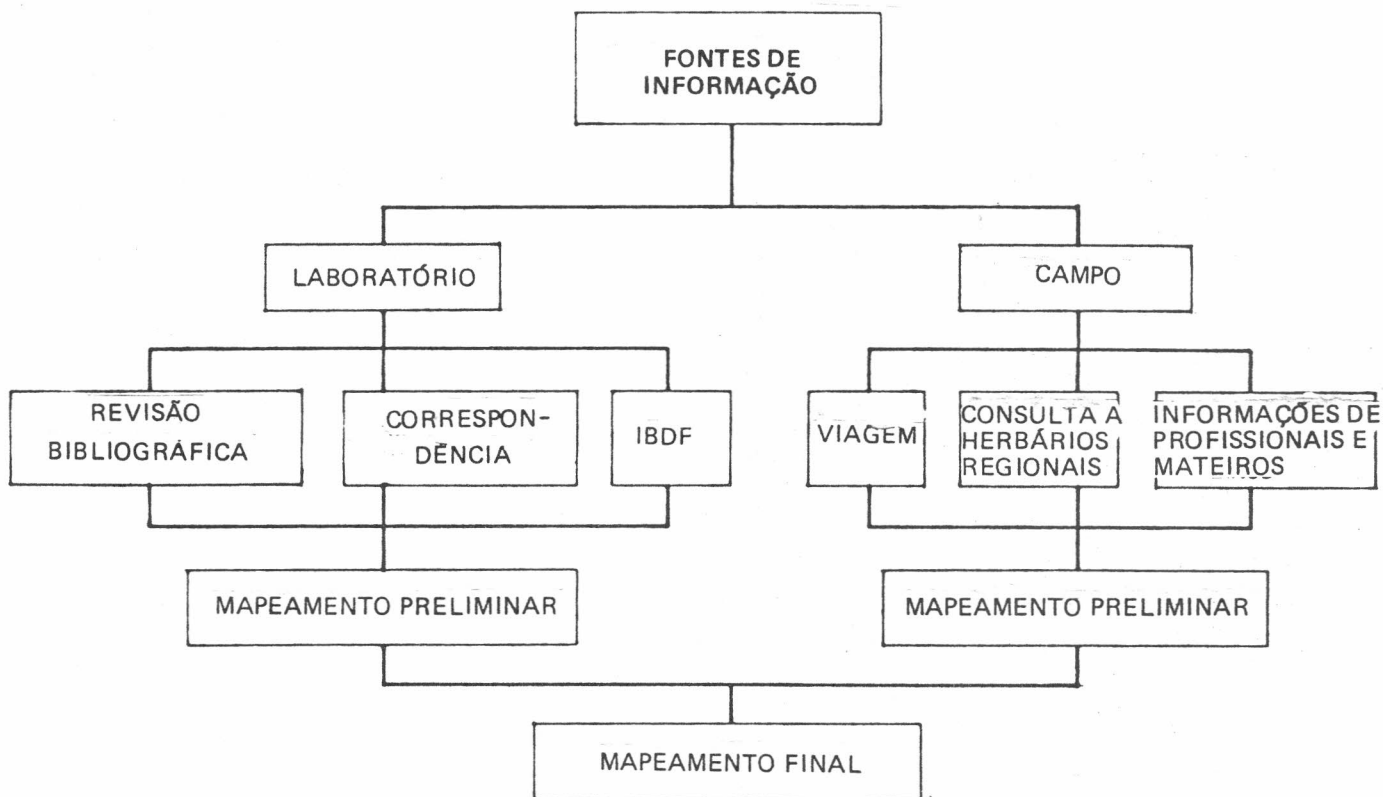 FONTES DE
INFORMAÇÃO
LABORATÓRIO
CAMPO
REVISÃO
BIBLIOGRÁFICA
CORRESPON-
DÊNCIA
IBDF
VIAGEM
CONSULTA A
HERBÁRIOS
REGIONAIS
INFORMAÇÕES DE
PROFISSIONAIS E
MATEIROS
MAPEAMENTO PRELIMINAR
MAPEAMENTO PRELIMINAR
MAPEAMENTO FINAL